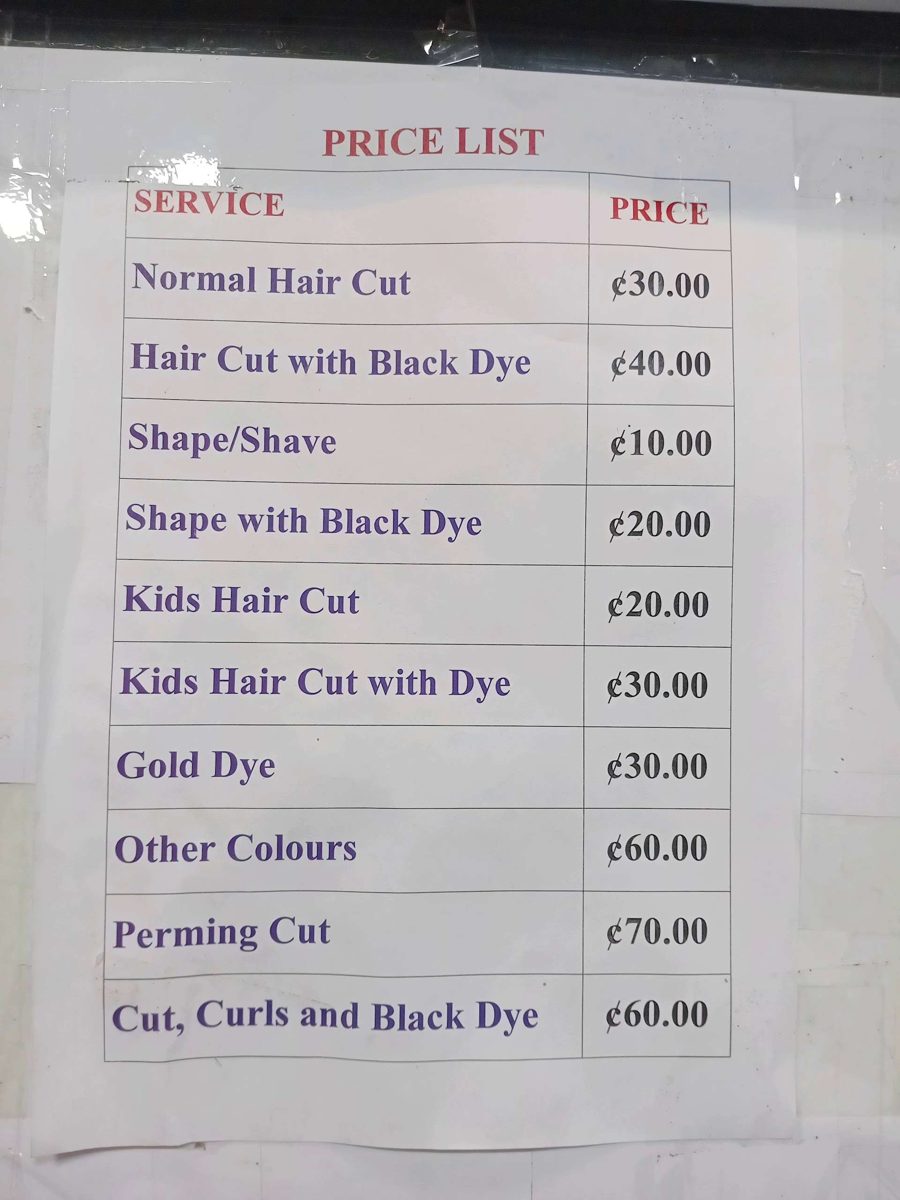 PRICE LIST
SERVICE PRICE
Normal Hair Cut ¢30.00
Hair Cut with Black Dye ¢40.00
Shape/Shave ¢10.00
Shape with Black Dye ¢20.00
Kids Hair Cut ¢20.00
Kids Hair Cut with Dye ¢30.00
Gold Dye ¢30.00
Other Colours ¢60.00
Perming Cut ¢70.00
Cut, Curls and Black Dye ¢60.00